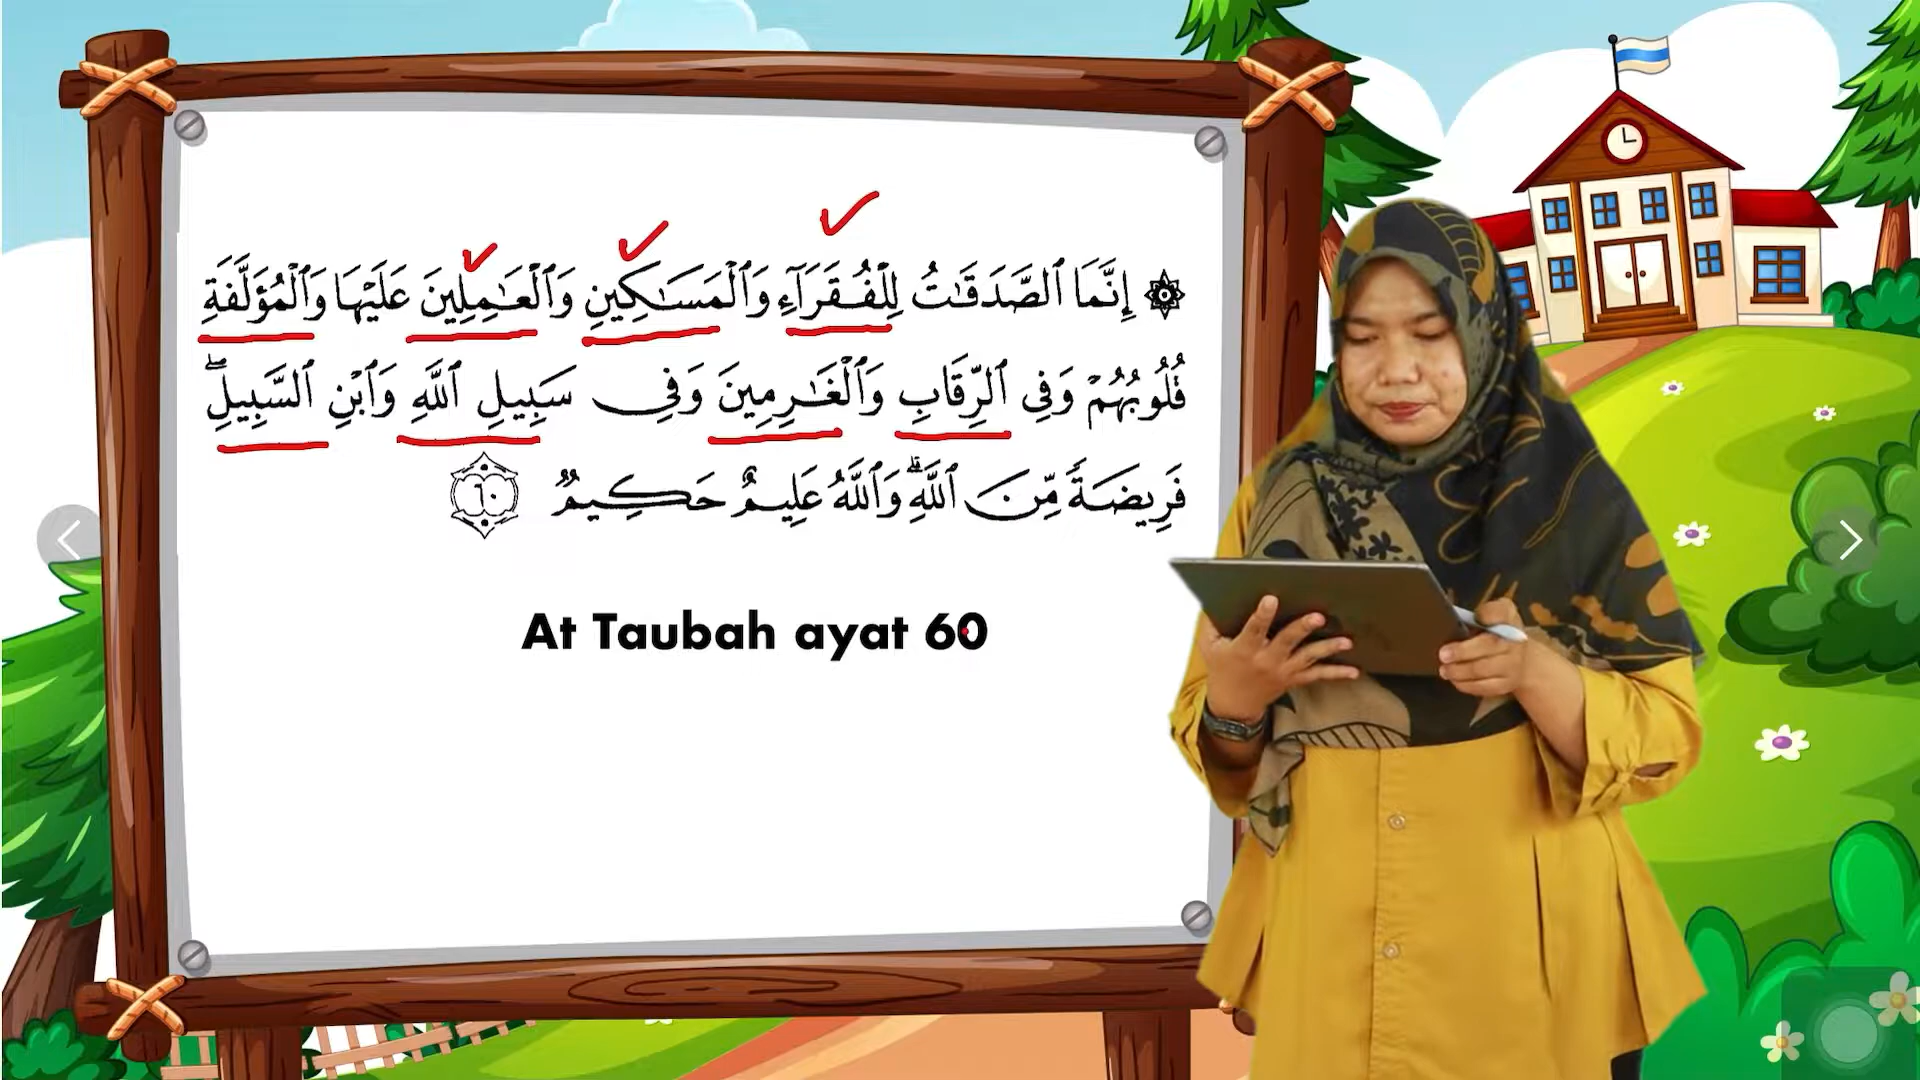 ۞ إِنَّمَا ٱلصَّدَقَـٰتُ لِلْفُقَرَآءِ وَٱلْمَسَـٰكِينِ وَٱلْعَـٰمِلِينَ عَلَيْهَا وَٱلْمُؤَلَّفَةِ
قُلُوبُهُمْ وَفِى ٱلرِّقَابِ وَٱلْغَـٰرِمِينَ وَفِى سَبِيلِ ٱللَّهِ وَٱبْنِ ٱلسَّبِيلِ ۖ
فَرِيضَةً مِّنَ ٱللَّهِ ۗ وَٱللَّهُ عَلِيمٌ حَكِيمٌ ٦٠
At Taubah ayat 60